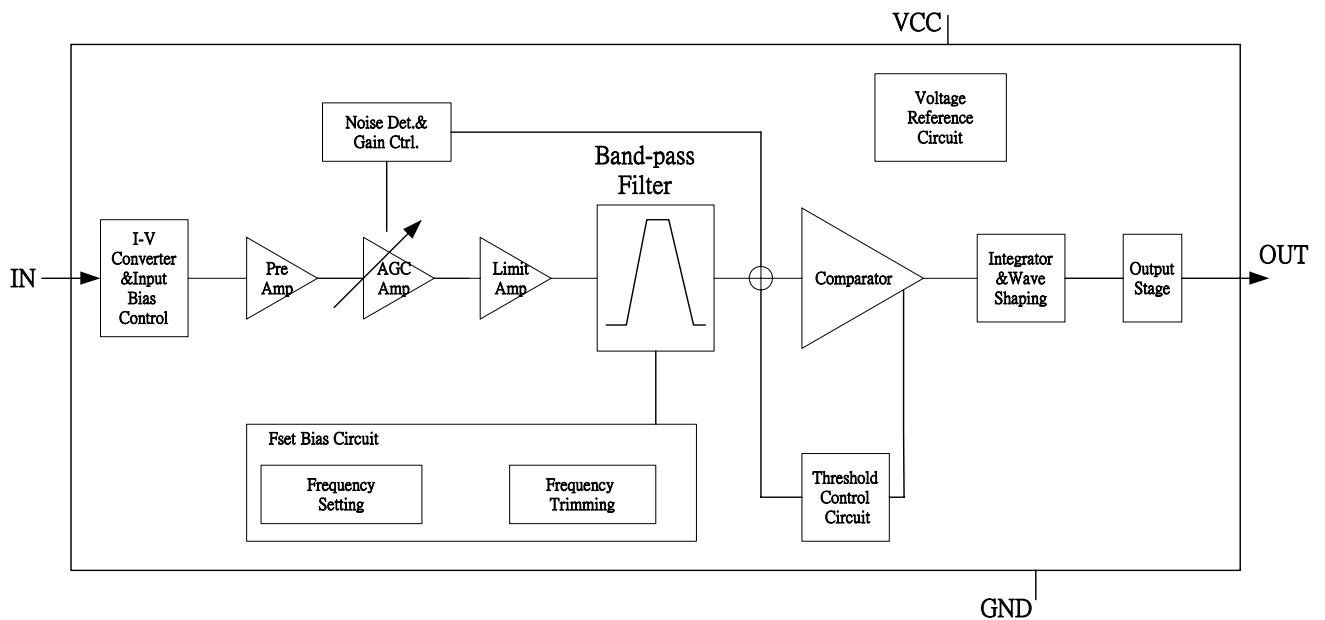 VCC
Voltage
Reference
Circuit
Noise Det.&
Gain Ctrl.
Band-pass
Filter
IN
I-V
Converter
&Input
Bias
Control
Pre
Amp
AGC
Amp
Limit
Amp
Comparator
Integrator
&Wave
Shaping
Output
Stage
OUT
Fset Bias Circuit
Frequency
Setting
Frequency
Trimming
Threshold
Control
Circuit
GND